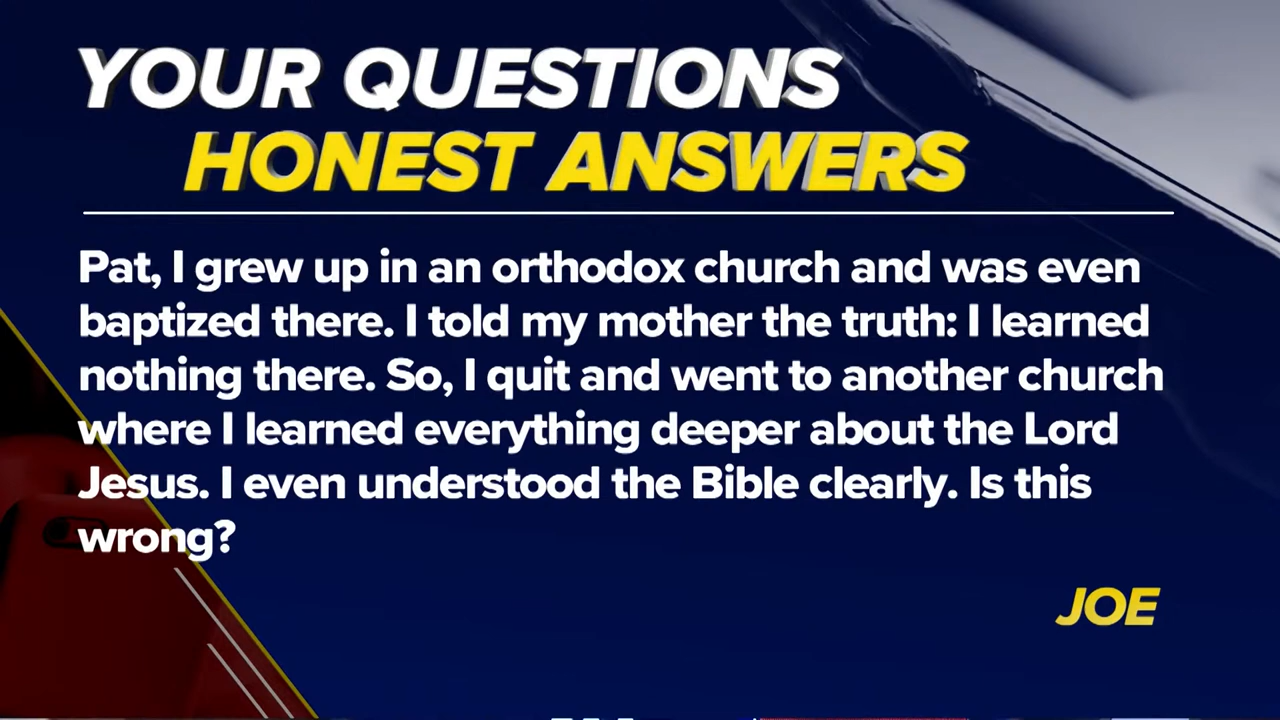 YOUR QUESTIONS
HONEST ANSWERS
Pat, I grew up in an orthodox church and was even
baptized there. I told my mother the truth: I learned
nothing there. So, I quit and went to another church
where I learned everything deeper about the Lord
Jesus. I even understood the Bible clearly. Is this
wrong?
JOE